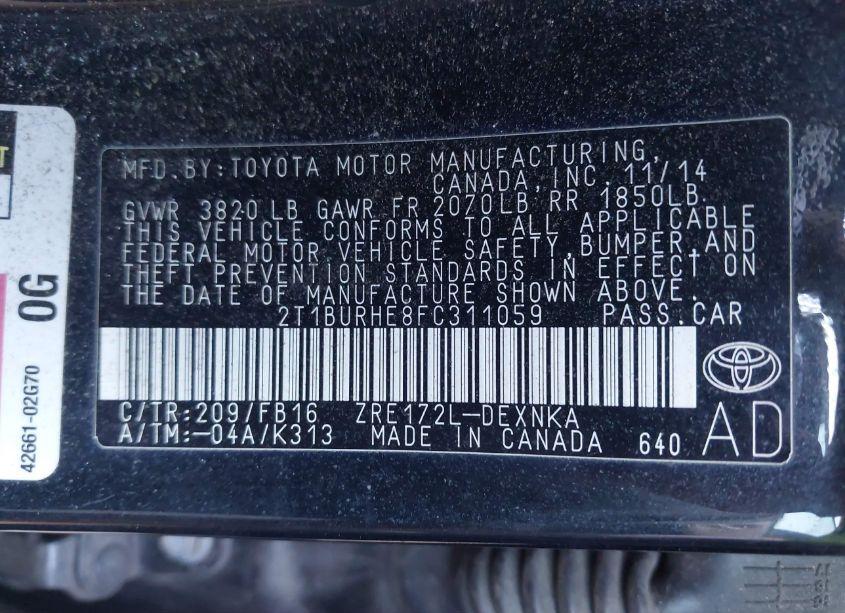 MFD. BY:TOYOTA MOTOR MANUFACTURING,
CANADA, INC. 11/14
GVWR 3820 LB GAWR FR 2070LB. RR 1850LB.
THIS VEHICLE CONFORMS TO ALL APPLICABLE
FEDERAL MOTOR VEHICLE SAFETY, BUMPER, AND
THEFT PREVENTION STANDARDS IN EFFECT ON
THE DATE OF MANUFACTURE SHOWN ABOVE.
2T1BURHE8FC311059 PASS.CAR
C/TR:209/FB16 ZRE172L-DEXNKA
A/TM:-04A/K313 MADE IN CANADA 640
AD
0G
42661-02G70